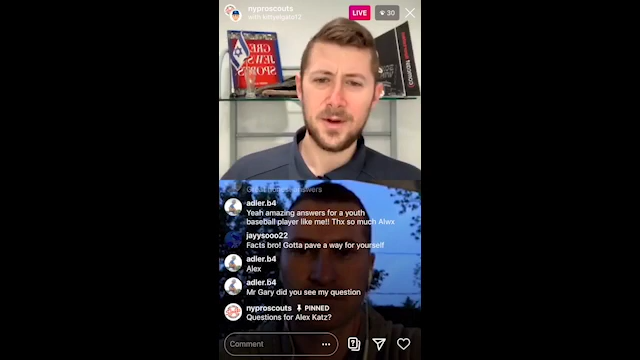 nyproscouts
LIVE
30
GREAT
JEWS
SPORTS
answers
adler.b4
Yeah amazing answers for a youth
baseball player like me!! Thx so much Alwx
jayysooo22
Facts bro! Gotta pave a way for yourself
adler.b4
Alex
adler.b4
Mr Gary did you see my question
nyproscouts PINNED
Questions for Alex Katz?
Comment